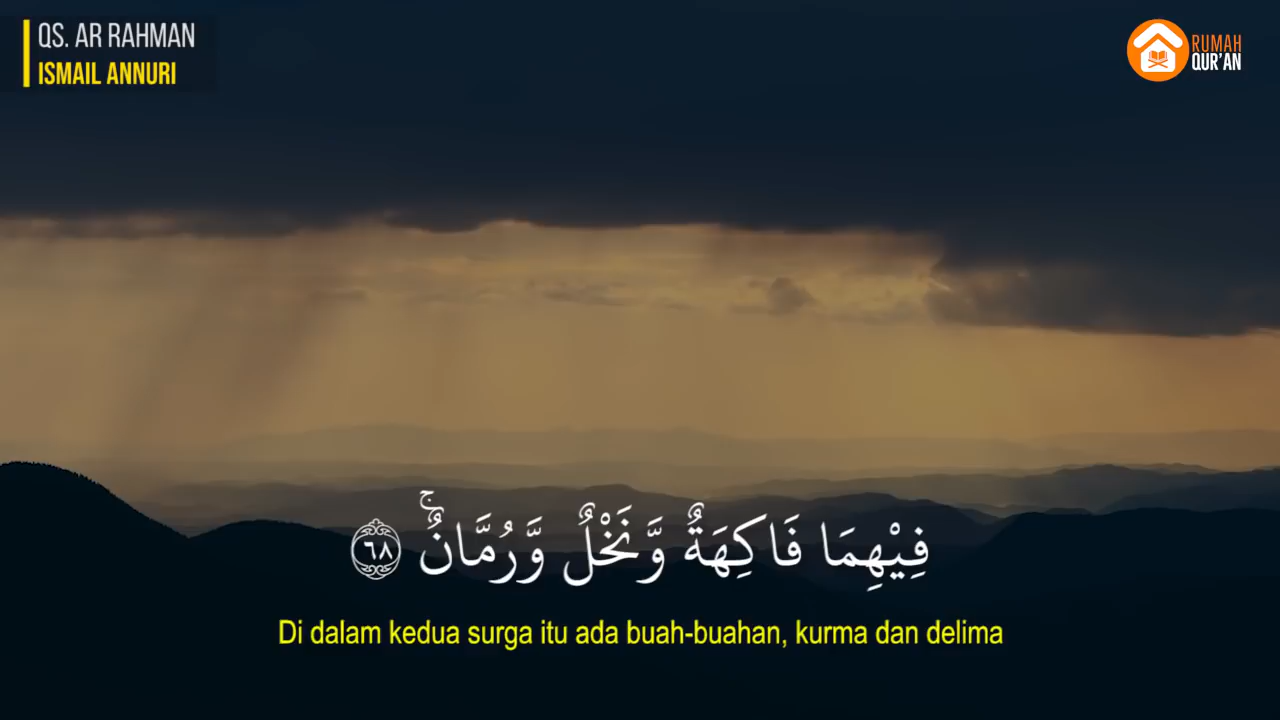 QS. AR RAHMAN
ISMAIL ANNURI
RUMAH
QUR'AN
فِيْهِمَا فَاكِهَةٌ وَّنَخْلٌ وَّرُمَّانٌۚ ٦٨
Di dalam kedua surga itu ada buah-buahan, kurma dan delima